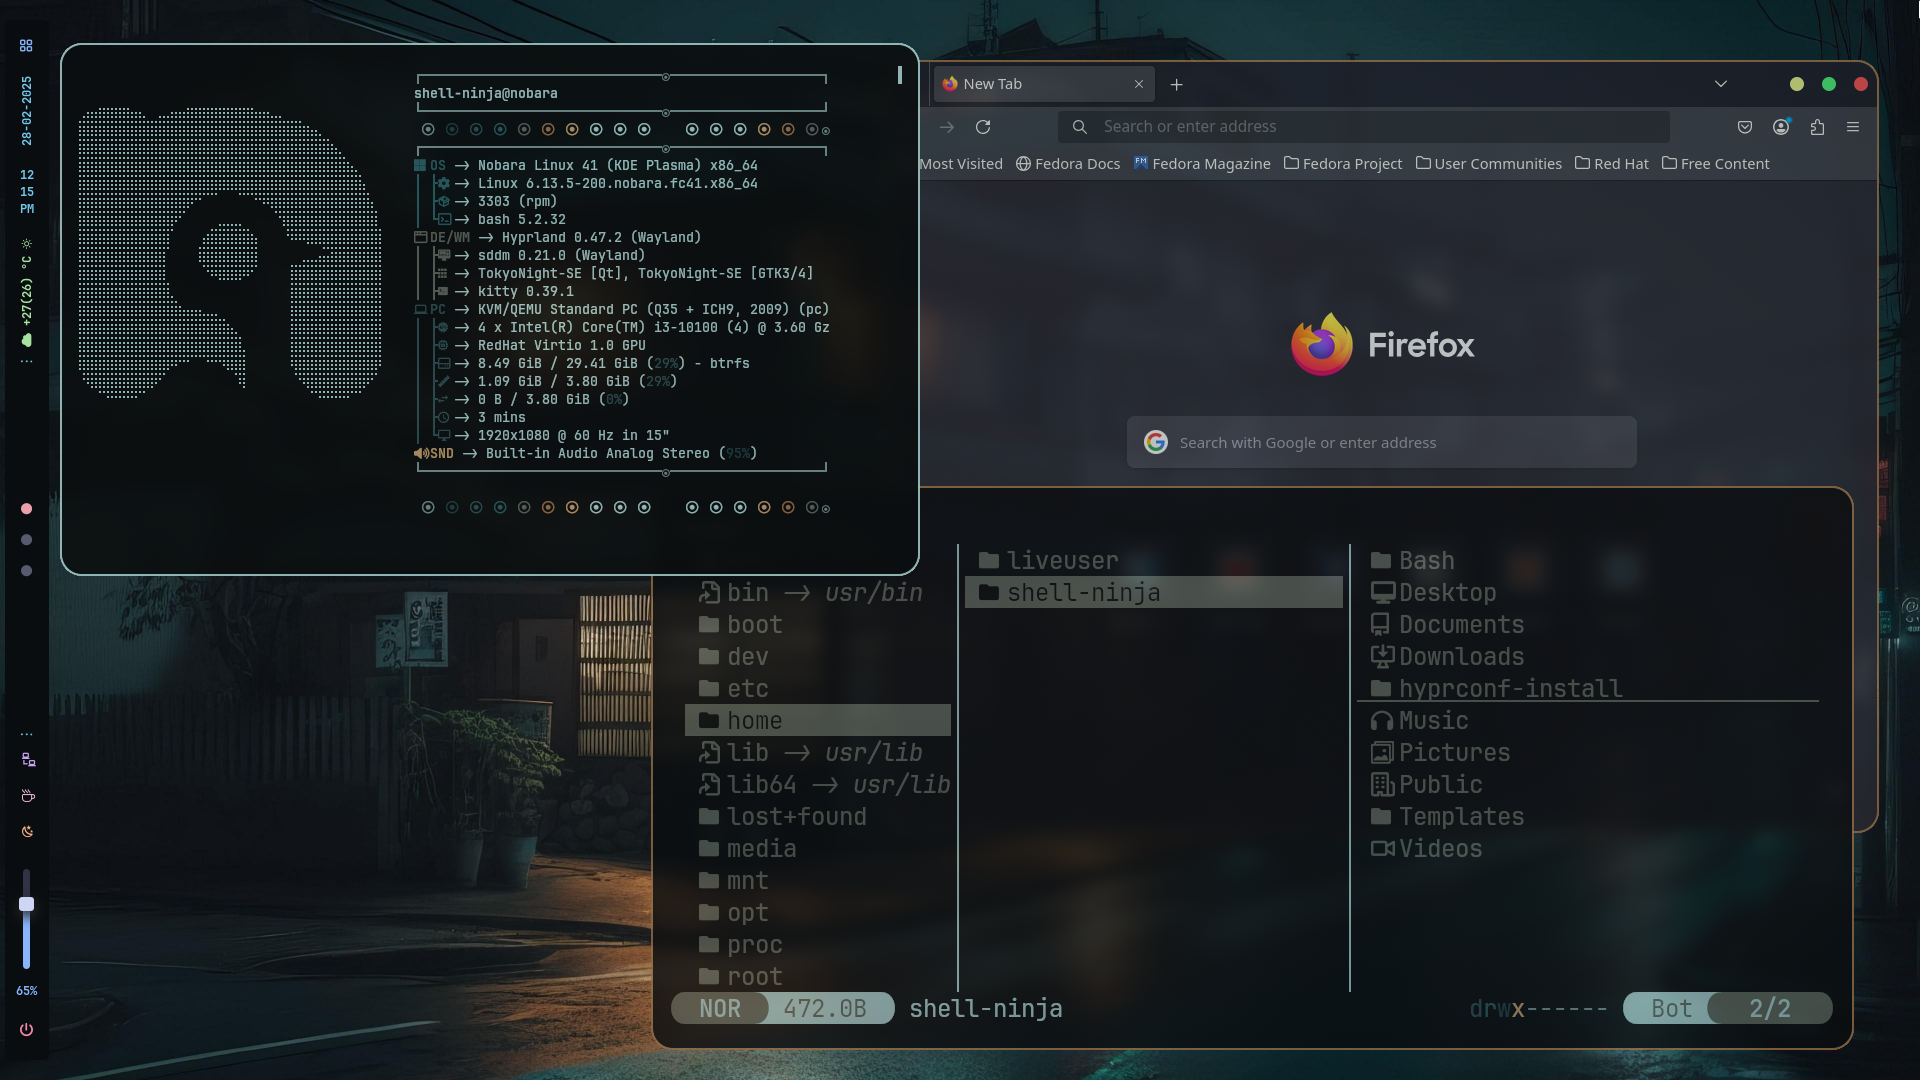 28-02-2025
12
15
PM
+27(26) °C
...
...
65%
shell-ninja@nobara
OS -> Nobara Linux 41 (KDE Plasma) x86_64
-> Linux 6.13.5-200.nobara.fc41.x86_64
-> 3303 (rpm)
-> bash 5.2.32
DE/WM -> Hyprland 0.47.2 (Wayland)
-> sddm 0.21.0 (Wayland)
-> TokyoNight-SE [Qt], TokyoNight-SE [GTK3/4]
-> kitty 0.39.1
PC -> KVM/QEMU Standard PC (Q35 + ICH9, 2009) (pc)
-> 4 x Intel(R) Core(TM) i3-10100 (4) @ 3.60 Gz
-> RedHat Virtio 1.0 GPU
-> 8.49 GiB / 29.41 GiB (29%) - btrfs
-> 1.09 GiB / 3.80 GiB (29%)
-> 0 B / 3.80 GiB (0%)
-> 3 mins
-> 1920x1080 @ 60 Hz in 15"
SND -> Built-in Audio Analog Stereo (95%)
New Tab
Search or enter address
Most Visited Fedora Docs Fedora Magazine Fedora Project User Communities Red Hat Free Content
Firefox
Search with Google or enter address
bin -> usr/bin
boot
dev
etc
home
lib -> usr/lib
lib64 -> usr/lib
lost+found
media
mnt
opt
proc
root
liveuser
shell-ninja
Bash
Desktop
Documents
Downloads
hyprconf-install
Music
Pictures
Public
Templates
Videos
NOR 472.0B shell-ninja drwx------ Bot 2/2